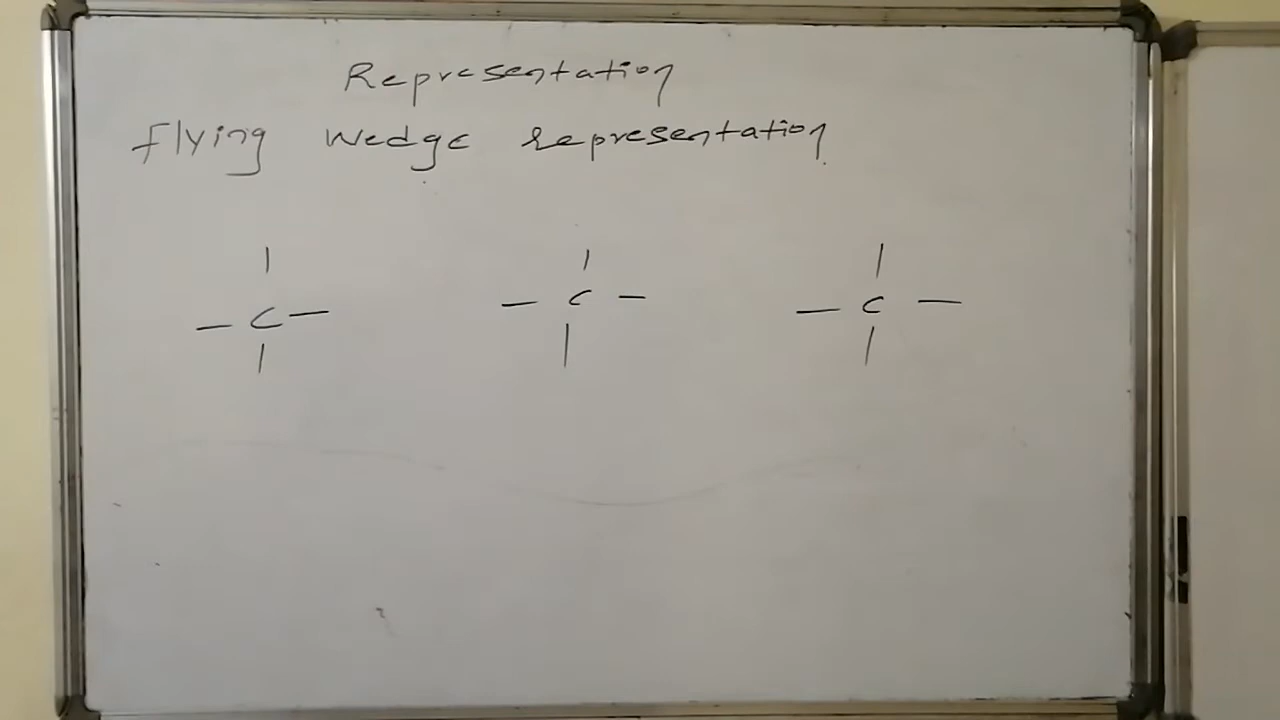 Representation
Flying Wedge representation
| | |
— C — — C — — C —
| | |